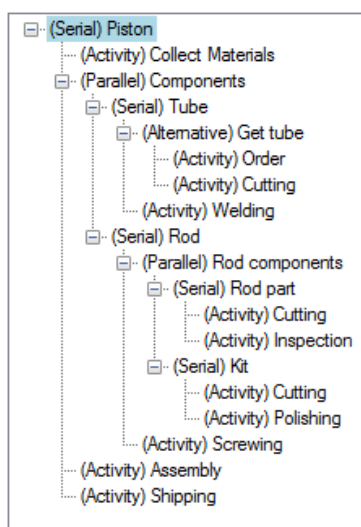 (Serial) Piston
(Activity) Collect Materials
(Parallel) Components
(Serial) Tube
(Alternative) Get tube
(Activity) Order
(Activity) Cutting
(Activity) Welding
(Serial) Rod
(Parallel) Rod components
(Serial) Rod part
(Activity) Cutting
(Activity) Inspection
(Serial) Kit
(Activity) Cutting
(Activity) Polishing
(Activity) Screwing
(Activity) Assembly
(Activity) Shipping